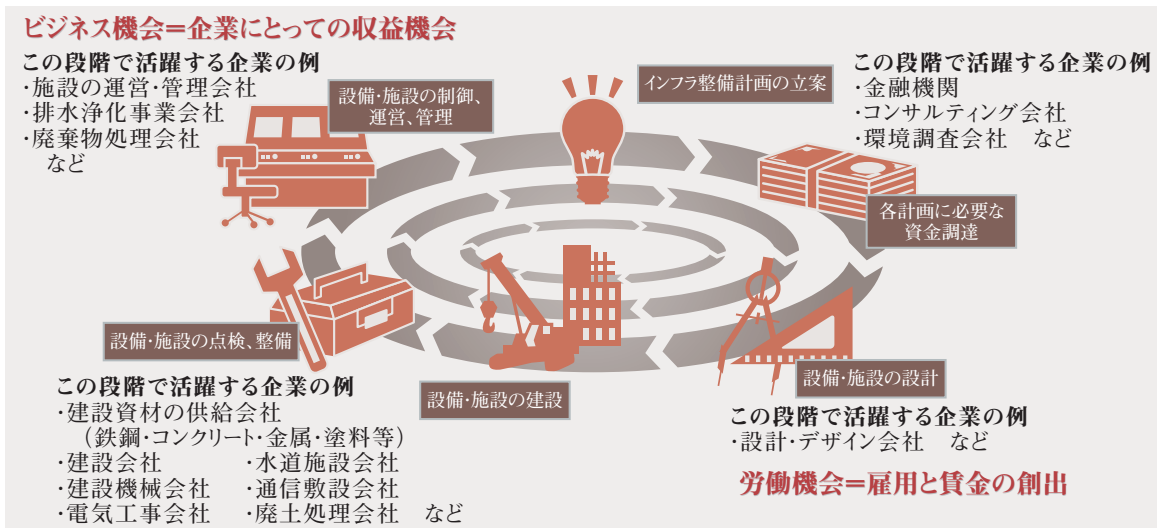 ビジネス機会＝企業にとっての収益機会
この段階で活躍する企業の例
・施設の運営・管理会社
・排水浄化事業会社
・廃棄物処理会社
など
設備・施設の制御、
運営、管理
インフラ整備計画の立案
この段階で活躍する企業の例
・金融機関
・コンサルティング会社
・環境調査会社　など
各計画に必要な
資金調達
設備・施設の点検、整備
設備・施設の建設
設備・施設の設計
この段階で活躍する企業の例
・建設資材の供給会社
（鉄鋼・コンクリート・金属・塗料等）
・建設会社　・水道施設会社
・建設機械会社　・通信敷設会社
・電気工事会社　・廃土処理会社　など
この段階で活躍する企業の例
・設計・デザイン会社　など
労働機会＝雇用と賃金の創出